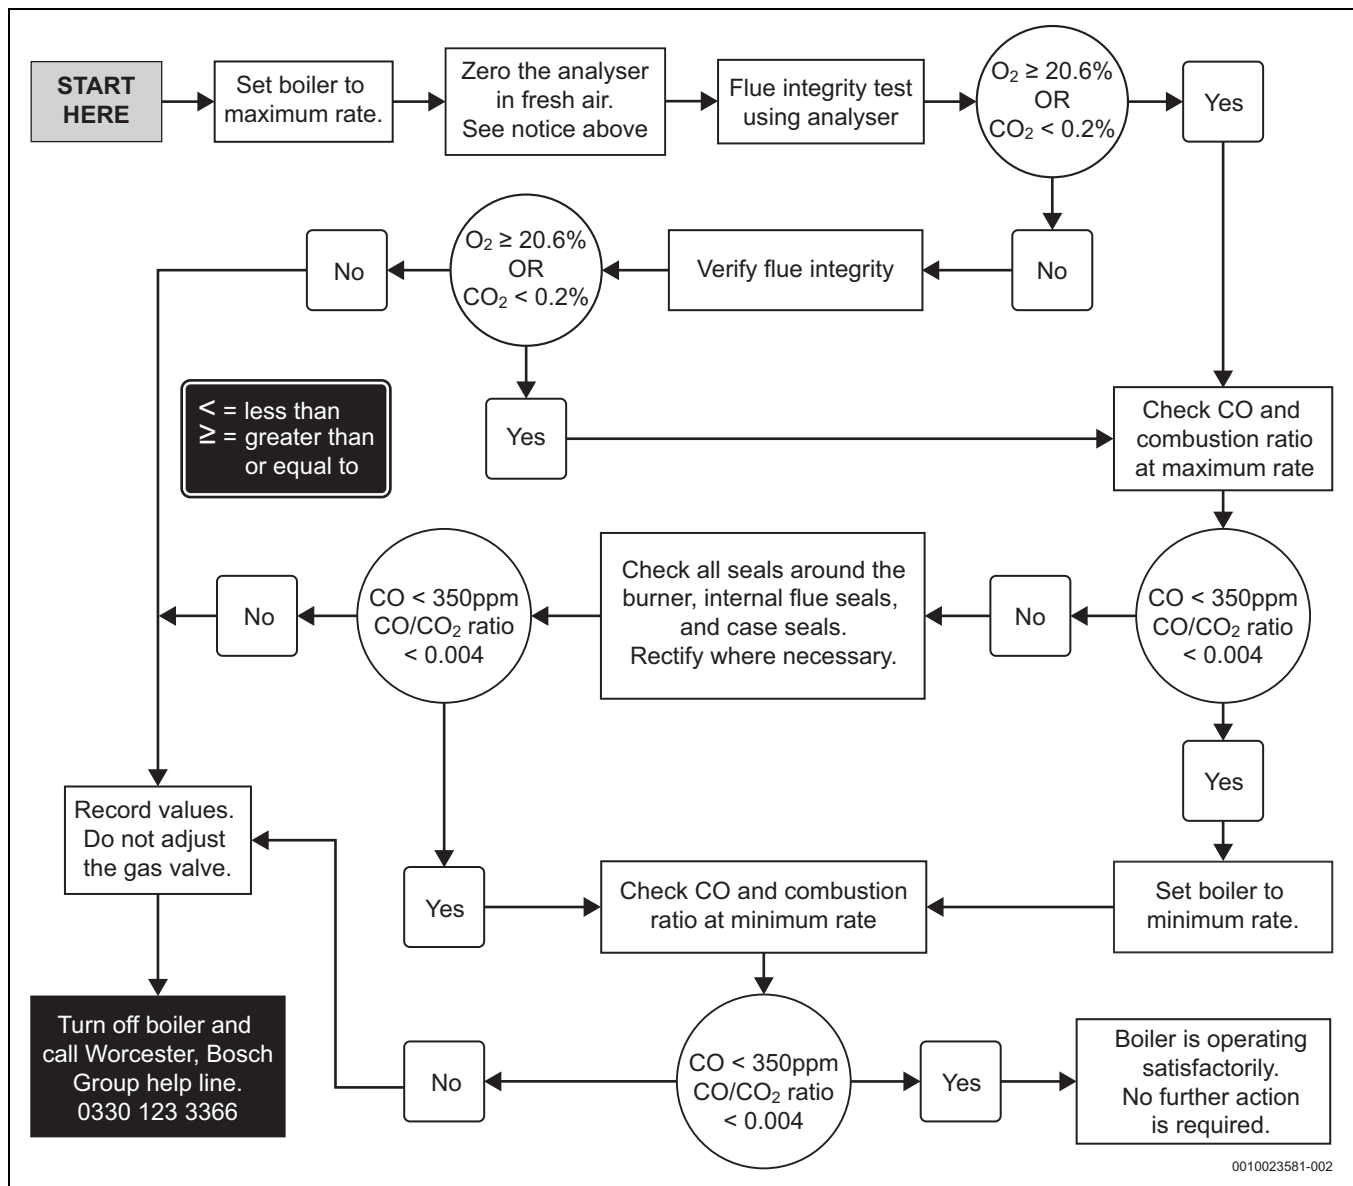 START
HERE
Set boiler to
maximum rate.
Zero the analyser
in fresh air.
See notice above
Flue integrity test
using analyser
O₂ ≥ 20.6%
OR
CO₂ < 0.2%
Yes
No
Verify flue integrity
O₂ ≥ 20.6%
OR
CO₂ < 0.2%
No
Yes
< = less than
≥ = greater than
or equal to
Check CO and
combustion ratio
at maximum rate
CO < 350ppm
CO/CO₂ ratio
< 0.004
No
Check all seals around the
burner, internal flue seals,
and case seals.
Rectify where necessary.
CO < 350ppm
CO/CO₂ ratio
< 0.004
No
Yes
Yes
Set boiler to
minimum rate.
Check CO and combustion
ratio at minimum rate
Record values.
Do not adjust
the gas valve.
Turn off boiler and
call Worcester, Bosch
Group help line.
0330 123 3366
No
CO < 350ppm
CO/CO₂ ratio
< 0.004
Yes
Boiler is operating
satisfactorily.
No further action
is required.
0010023581-002